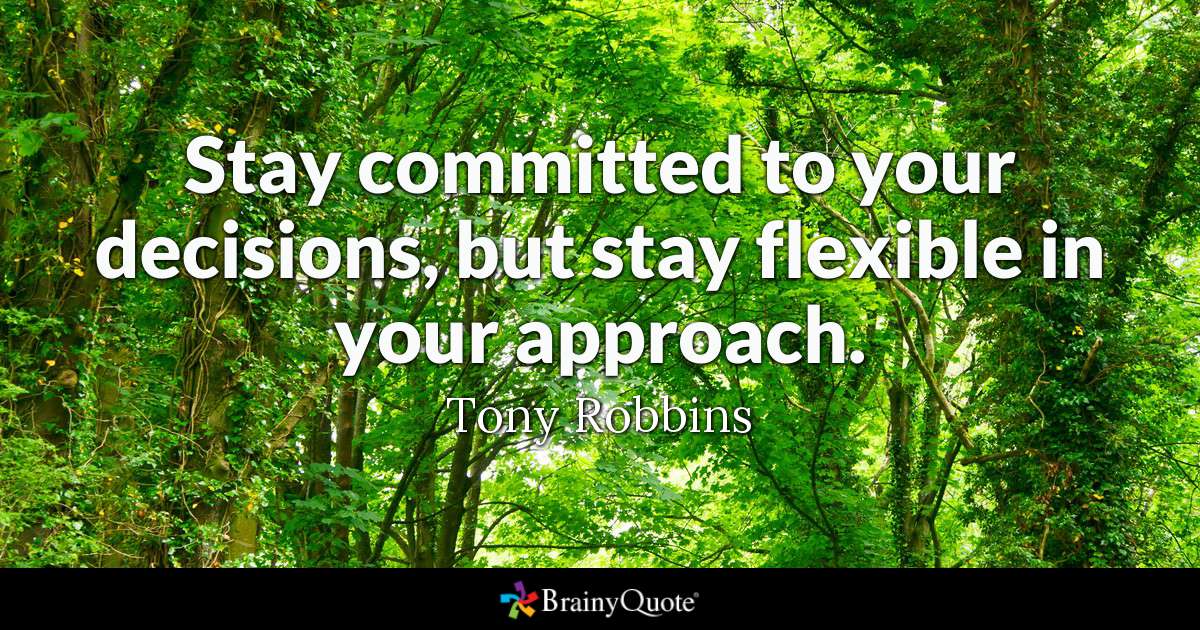 Stay committed to your
decisions, but stay flexible in
your approach.
Tony Robbins
BrainyQuote®